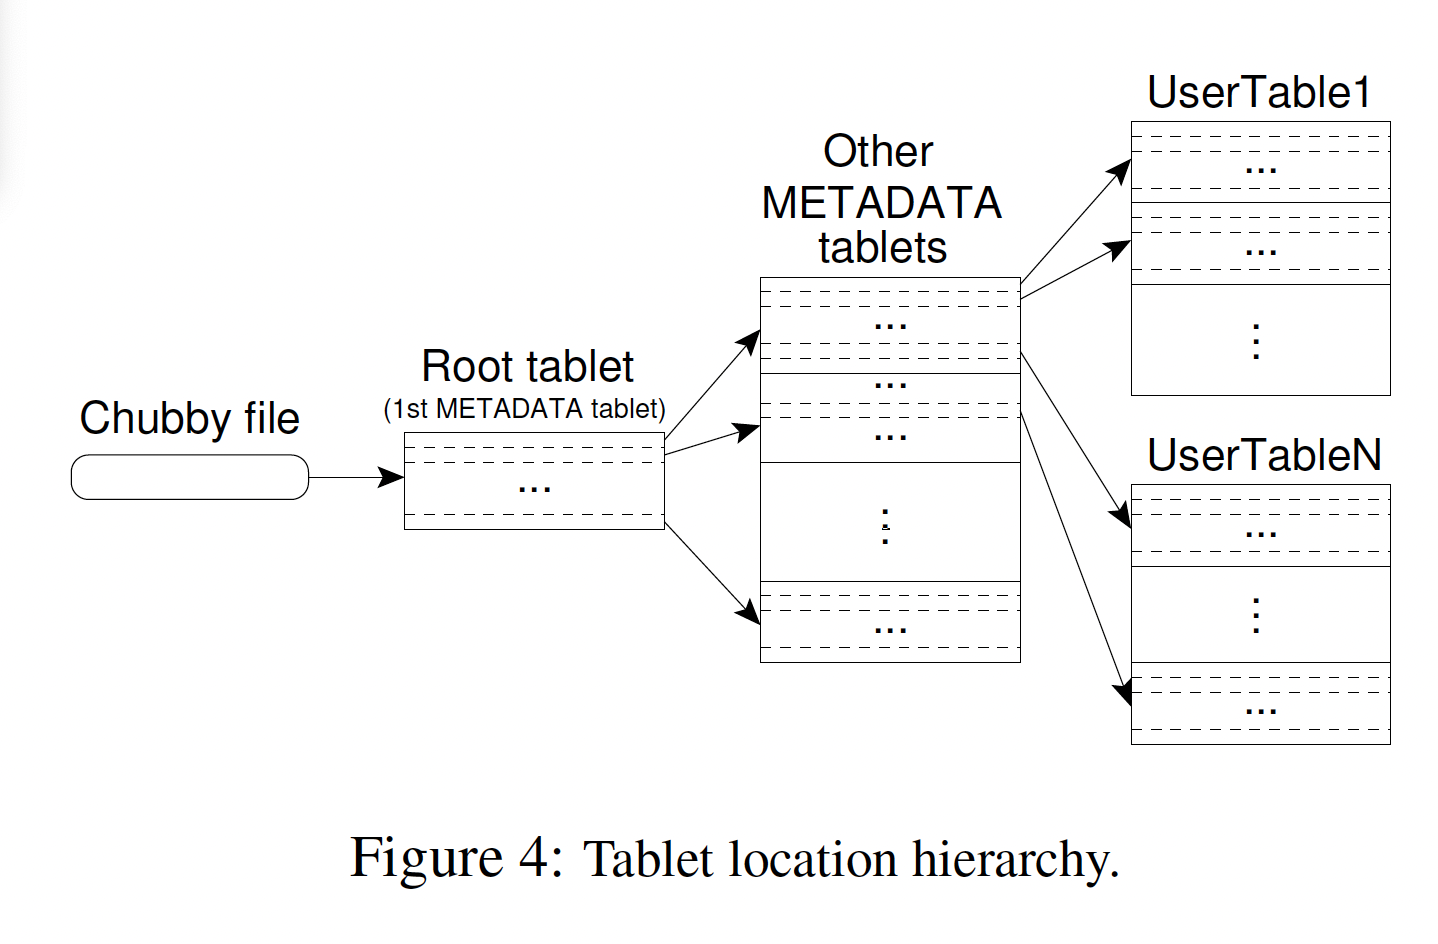 UserTable1
...
...
⋮
Other
METADATA
tablets
...
...
...
⋮
...
Root tablet
(1st METADATA tablet)
...
Chubby file
UserTableN
...
⋮
...
Figure 4: Tablet location hierarchy.